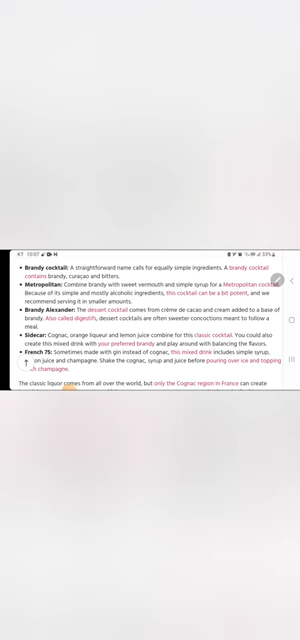 KT 10:07 33%
• Brandy cocktail: A straightforward name calls for equally simple ingredients. A brandy cocktail
contains brandy, curaçao and bitters.
• Metropolitan: Combine brandy with sweet vermouth and simple syrup for a Metropolitan cocktail.
Because of its simple and mostly alcoholic ingredients, this cocktail can be a bit potent, and we
recommend serving it in smaller amounts.
• Brandy Alexander: The dessert cocktail comes from crème de cacao and cream added to a base of
brandy. Also called digestifs, dessert cocktails are often sweeter concoctions meant to follow a
meal.
• Sidecar: Cognac, orange liqueur and lemon juice combine for this classic cocktail. You could also
create this mixed drink with your preferred brandy and play around with balancing the flavors.
• French 75: Sometimes made with gin instead of cognac, this mixed drink includes simple syrup,
on juice and champagne. Shake the cognac, syrup and juice before pouring over ice and topping
h champagne.
The classic liquor comes from all over the world, but only the Cognac region in France can create